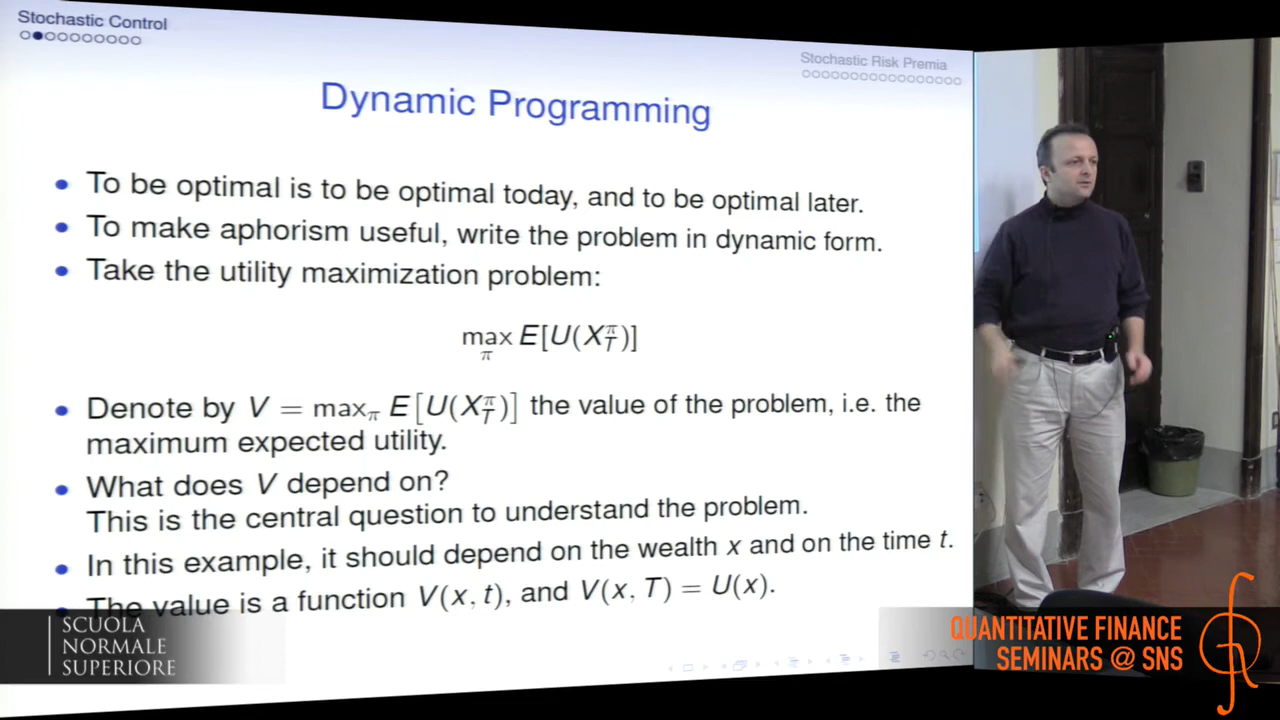 Stochastic Control
Stochastic Risk Premia
Dynamic Programming
• To be optimal is to be optimal today, and to be optimal later.
• To make aphorism useful, write the problem in dynamic form.
• Take the utility maximization problem:
max_π E[U(X_T^π)]
• Denote by V = max_π E[U(X_T^π)] the value of the problem, i.e. the
maximum expected utility.
• What does V depend on?
This is the central question to understand the problem.
• In this example, it should depend on the wealth x and on the time t.
• The value is a function V(x, t), and V(x, T) = U(x).
SCUOLA
NORMALE
SUPERIORE
QUANTITATIVE FINANCE
SEMINARS @ SNS